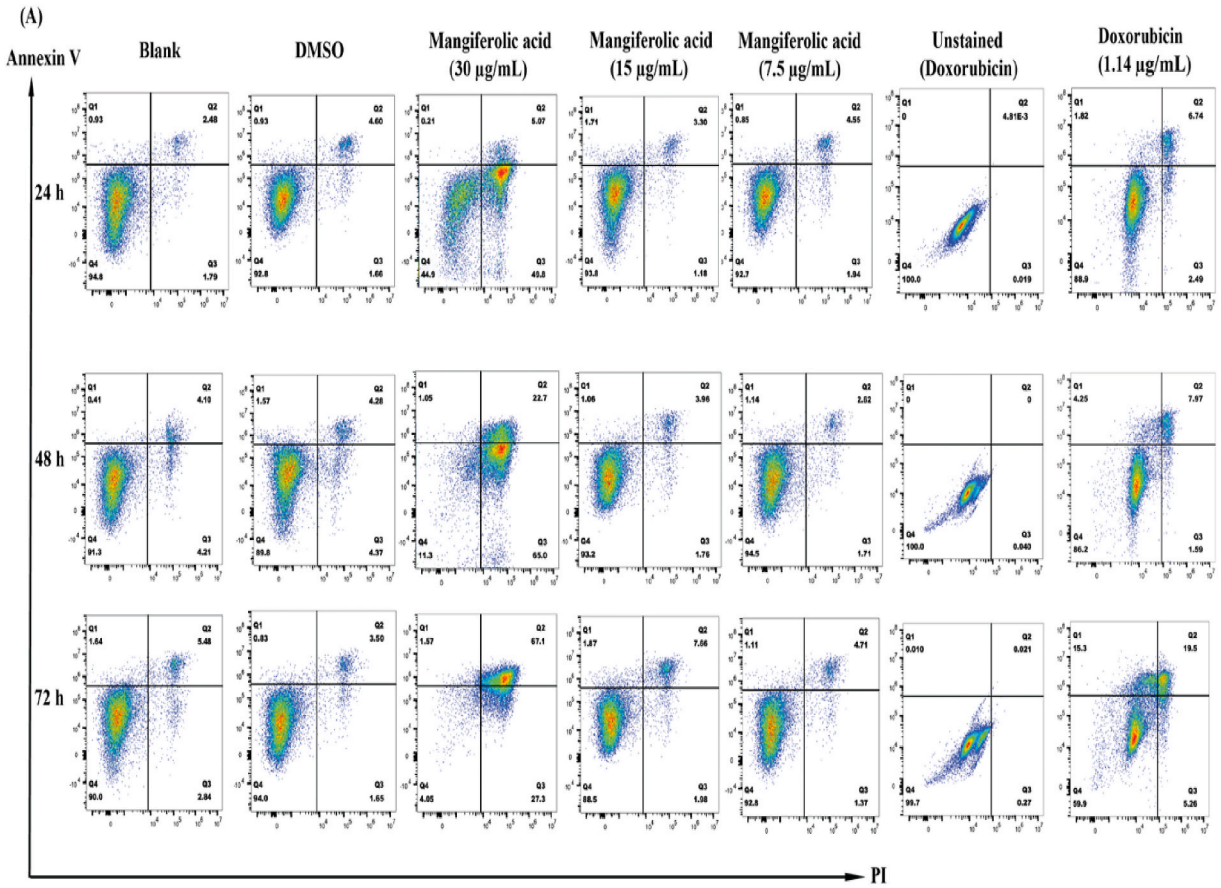 (A)
Annexin V
Blank
DMSO
Mangiferolic acid
(30 µg/mL)
Mangiferolic acid
(15 µg/mL)
Mangiferolic acid
(7.5 µg/mL)
Unstained
(Doxorubicin)
Doxorubicin
(1.14 µg/mL)
24 h
Q1 Q2
0.93 2.48
Q4 Q3
94.8 1.79
Q1 Q2
0.93 4.60
Q4 Q3
92.8 1.66
Q1 Q2
0.21 5.07
Q4 Q3
44.9 49.8
Q1 Q2
1.71 3.30
Q4 Q3
93.8 1.18
Q1 Q2
0.85 4.55
Q4 Q3
92.7 1.94
Q1 Q2
0 4.81E-3
Q4 Q3
100.0 0.019
Q1 Q2
1.82 6.74
Q4 Q3
88.9 2.49
48 h
Q1 Q2
0.41 4.10
Q4 Q3
91.3 4.21
Q1 Q2
1.57 4.28
Q4 Q3
89.8 4.37
Q1 Q2
1.05 22.7
Q4 Q3
11.3 65.0
Q1 Q2
1.06 3.96
Q4 Q3
93.2 1.76
Q1 Q2
1.14 2.62
Q4 Q3
94.5 1.71
Q1 Q2
0 0
Q4 Q3
100.0 0.040
Q1 Q2
4.25 7.97
Q4 Q3
86.2 1.59
72 h
Q1 Q2
1.64 5.48
Q4 Q3
90.0 2.84
Q1 Q2
0.83 3.50
Q4 Q3
94.0 1.65
Q1 Q2
1.57 67.1
Q4 Q3
4.05 27.3
Q1 Q2
1.87 7.66
Q4 Q3
88.5 1.98
Q1 Q2
1.11 4.71
Q4 Q3
92.8 1.37
Q1 Q2
0.010 0.021
Q4 Q3
99.7 0.27
Q1 Q2
15.3 19.5
Q4 Q3
59.9 5.26
PI